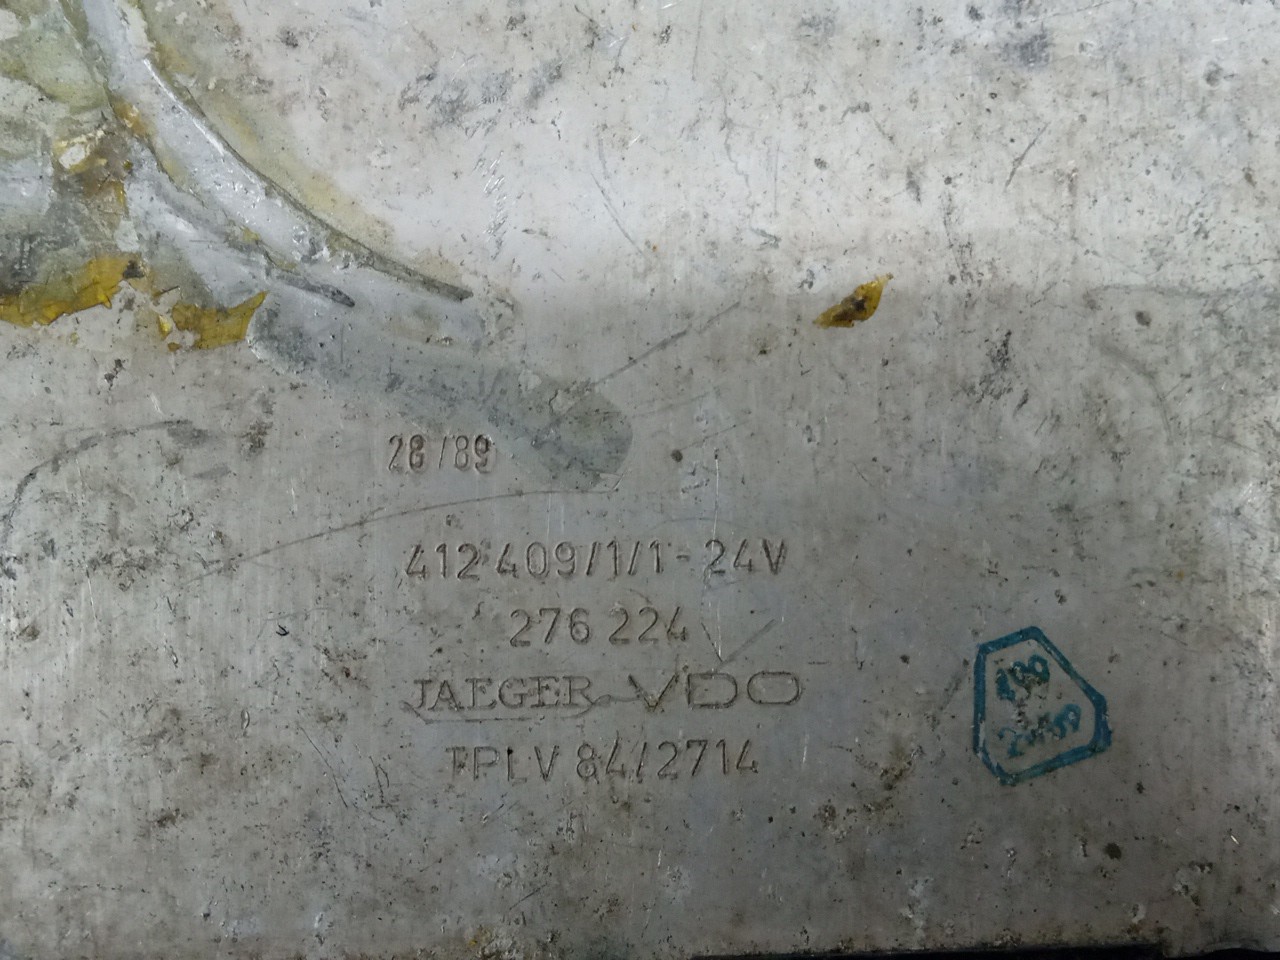 28/89
412 409/1/1-24V
276 224
JAEGER VDO
TPLV 84/2714